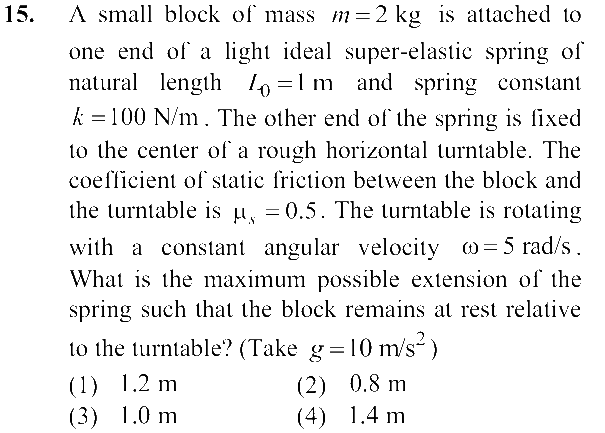 15. A small block of mass m = 2 kg is attached to
one end of a light ideal super-elastic spring of
natural length L₀ = 1 m and spring constant
k = 100 N/m. The other end of the spring is fixed
to the center of a rough horizontal turntable. The
coefficient of static friction between the block and
the turntable is μₛ = 0.5. The turntable is rotating
with a constant angular velocity ω = 5 rad/s.
What is the maximum possible extension of the
spring such that the block remains at rest relative
to the turntable? (Take g = 10 m/s²)
(1) 1.2 m (2) 0.8 m
(3) 1.0 m (4) 1.4 m